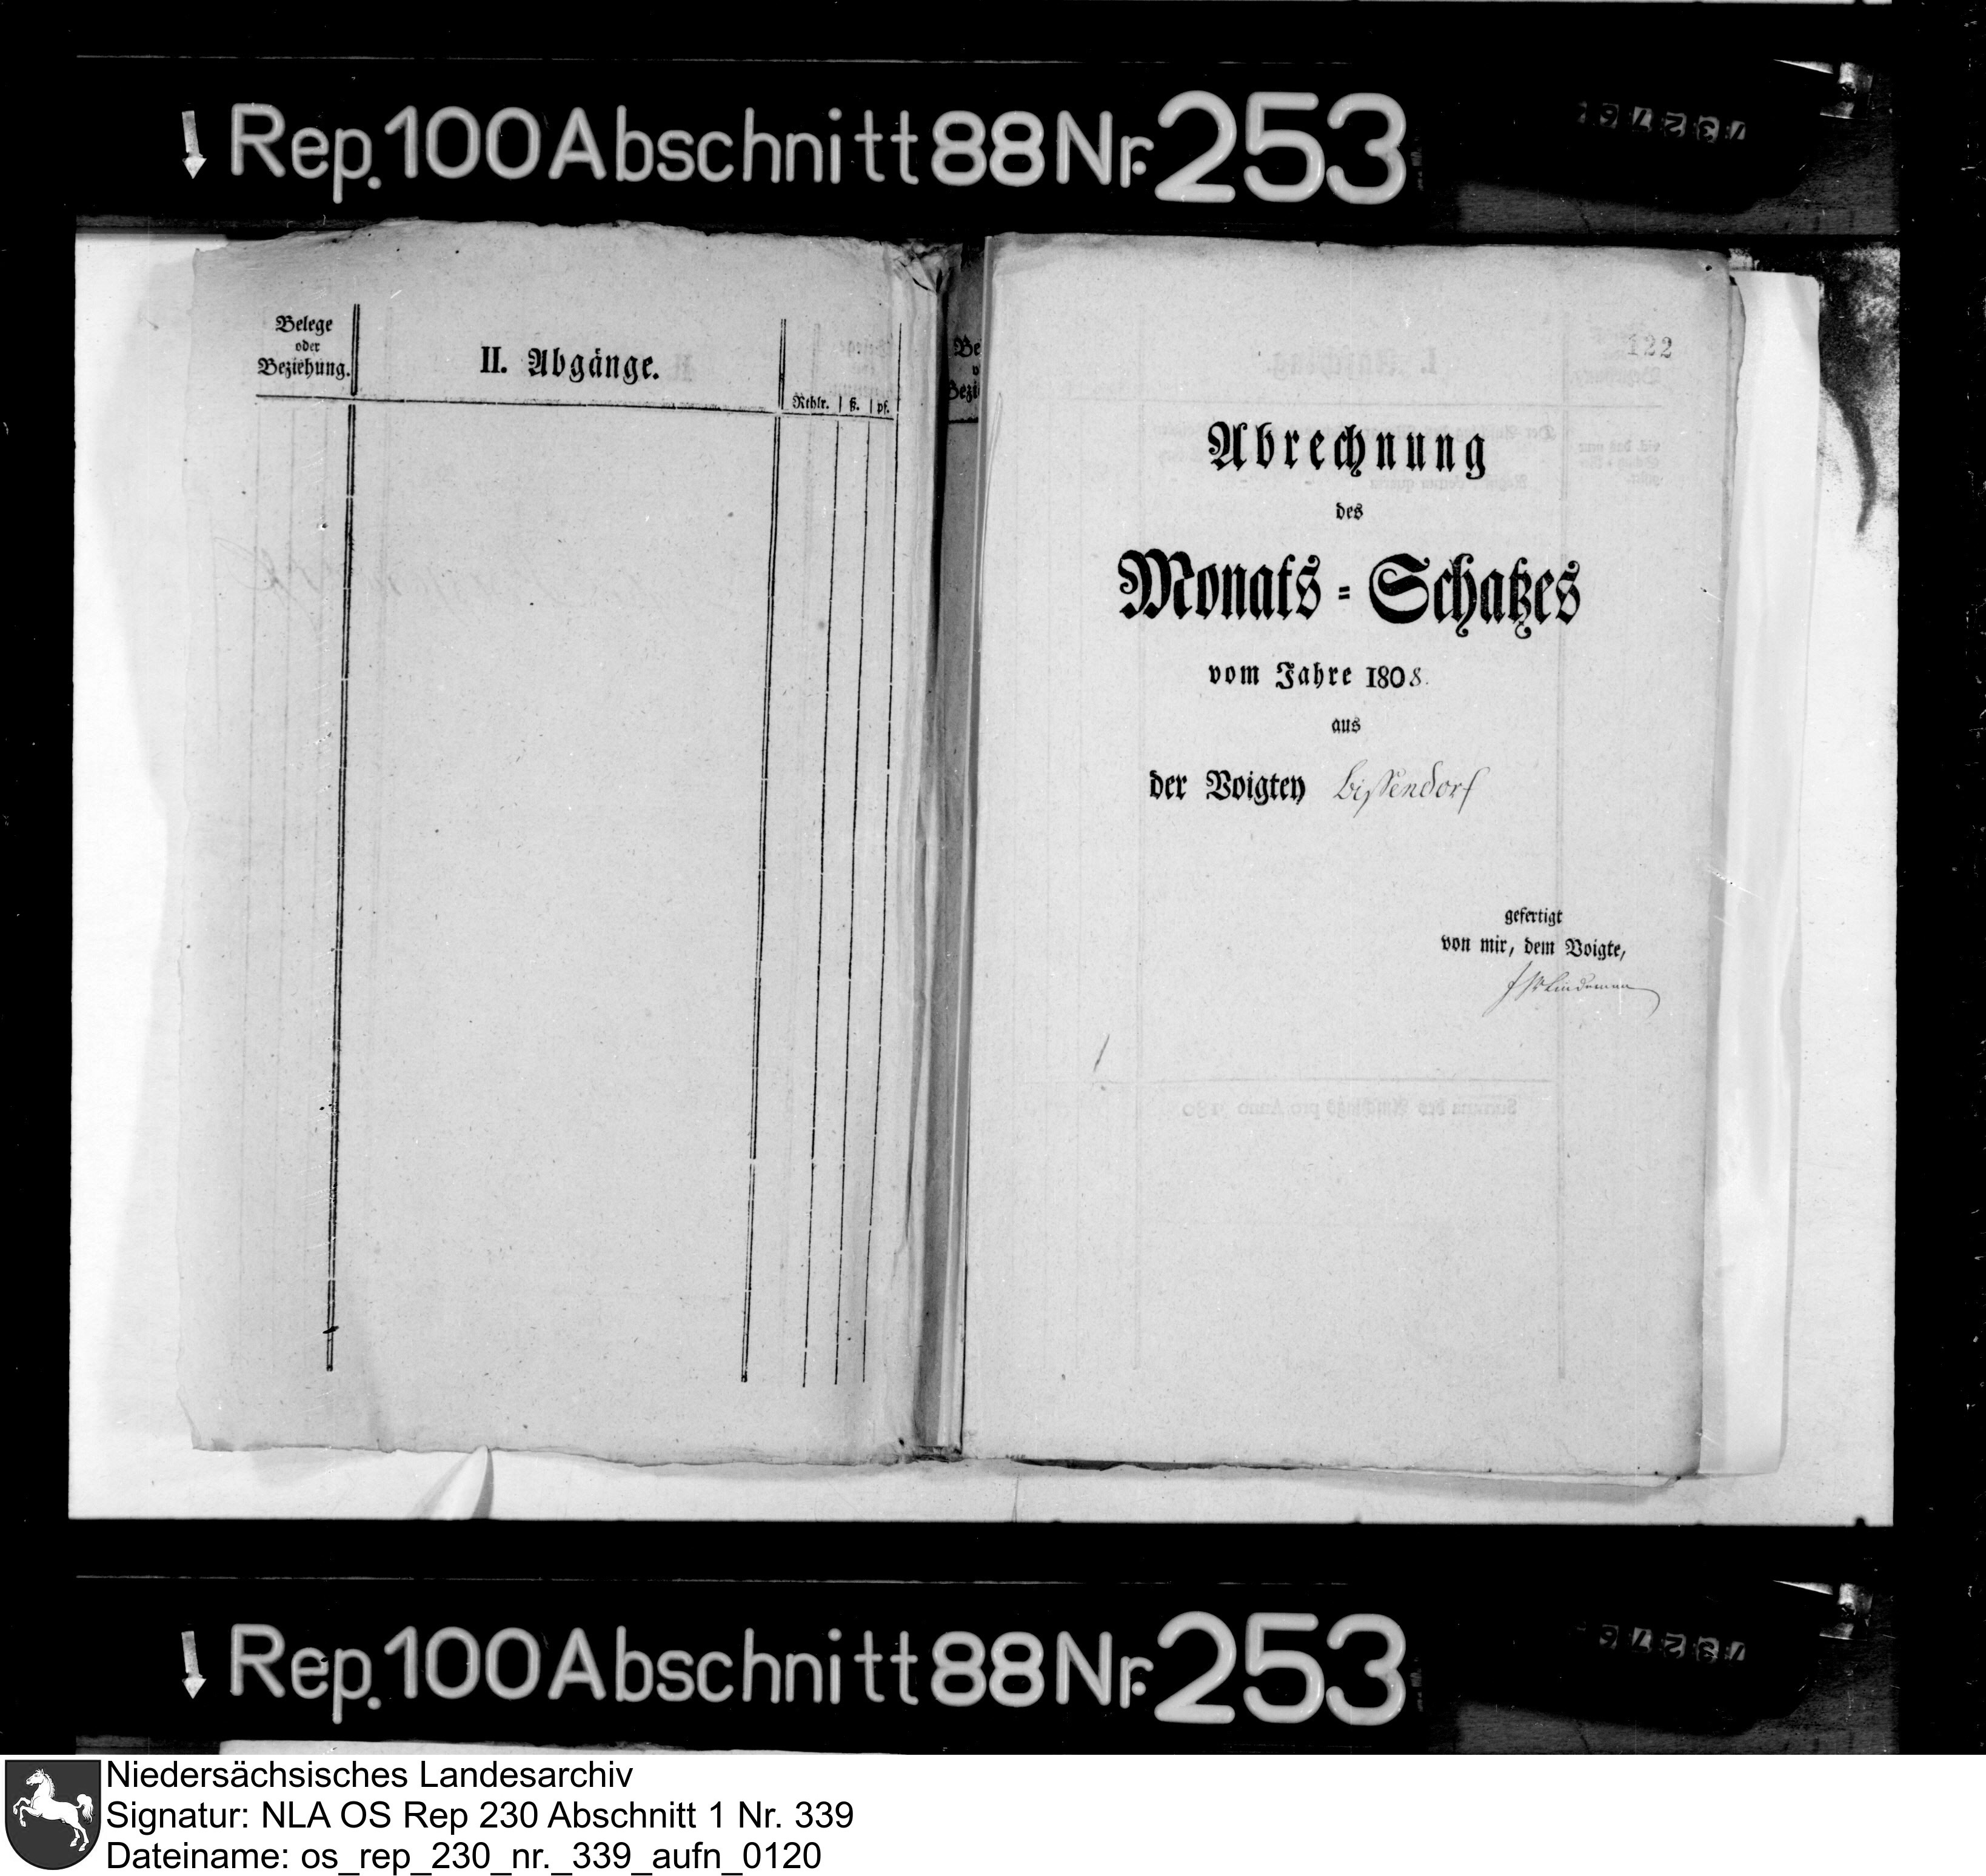 Rep. 100 Abschnitt 88 Nr. 253
Belege
oder
Beziehung.
II. Abgänge.
Rthlr. ß. pf.
122
Abrechnung
des
Monats-Schatzes
vom Jahre 1808.
aus
der Voigtey Bissendorf
gefertigt
von mir, dem Voigte,
Lindemann
Rep. 100 Abschnitt 88 Nr. 253
Niedersächsisches Landesarchiv
Signatur: NLA OS Rep 230 Abschnitt 1 Nr. 339
Dateiname: os_rep_230_nr._339_aufn_0120